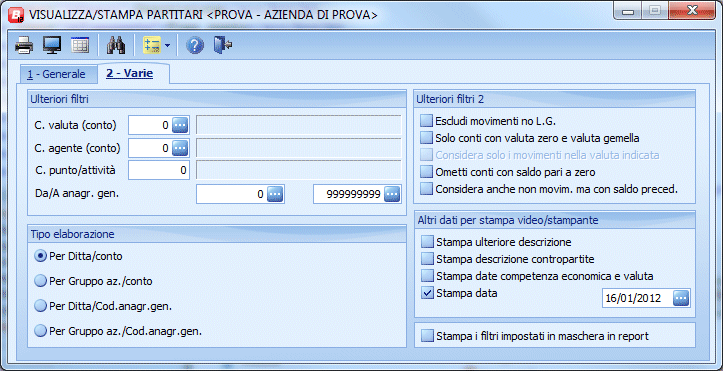 VISUALIZZA/STAMPA PARTITARI <PROVA - AZIENDA DI PROVA>
1 - Generale
2 - Varie
Ulteriori filtri
C. valuta (conto) 0
C. agente (conto) 0
C. punto/attività 0
Da/A anagr. gen. 0 999999999
Tipo elaborazione
Per Ditta/conto
Per Gruppo az./conto
Per Ditta/Cod.anagr.gen.
Per Gruppo az./Cod.anagr.gen.
Ulteriori filtri 2
Escludi movimenti no L.G.
Solo conti con valuta zero e valuta gemella
Considera solo i movimenti nella valuta indicata
Ometti conti con saldo pari a zero
Considera anche non movim. ma con saldo preced.
Altri dati per stampa video/stampante
Stampa ulteriore descrizione
Stampa descrizione contropartite
Stampa date competenza economica e valuta
Stampa data 16/01/2012
Stampa i filtri impostati in maschera in report